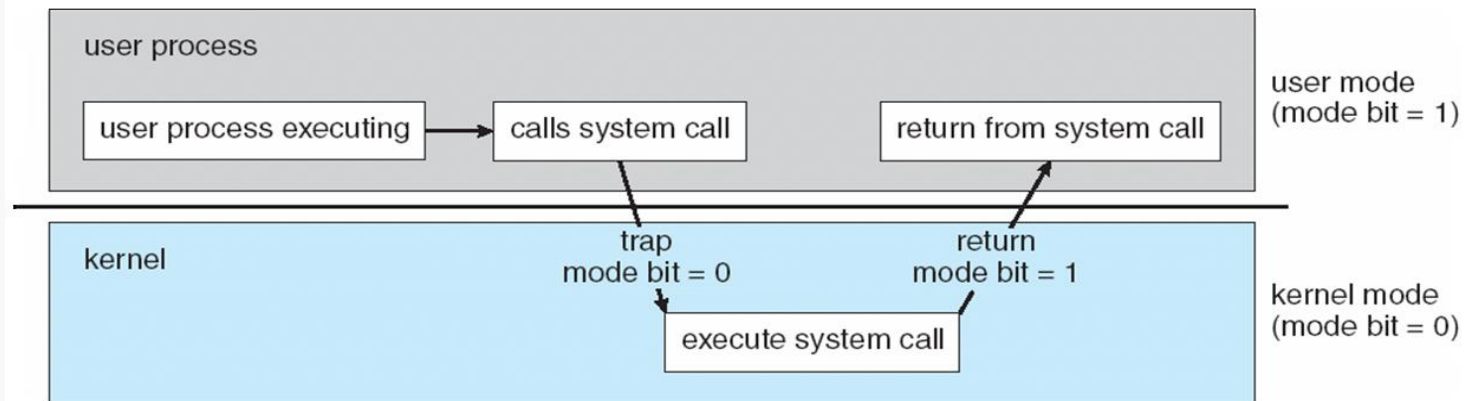 user process
user process executing
calls system call
return from system call
user mode
(mode bit = 1)
kernel
trap
mode bit = 0
return
mode bit = 1
execute system call
kernel mode
(mode bit = 0)